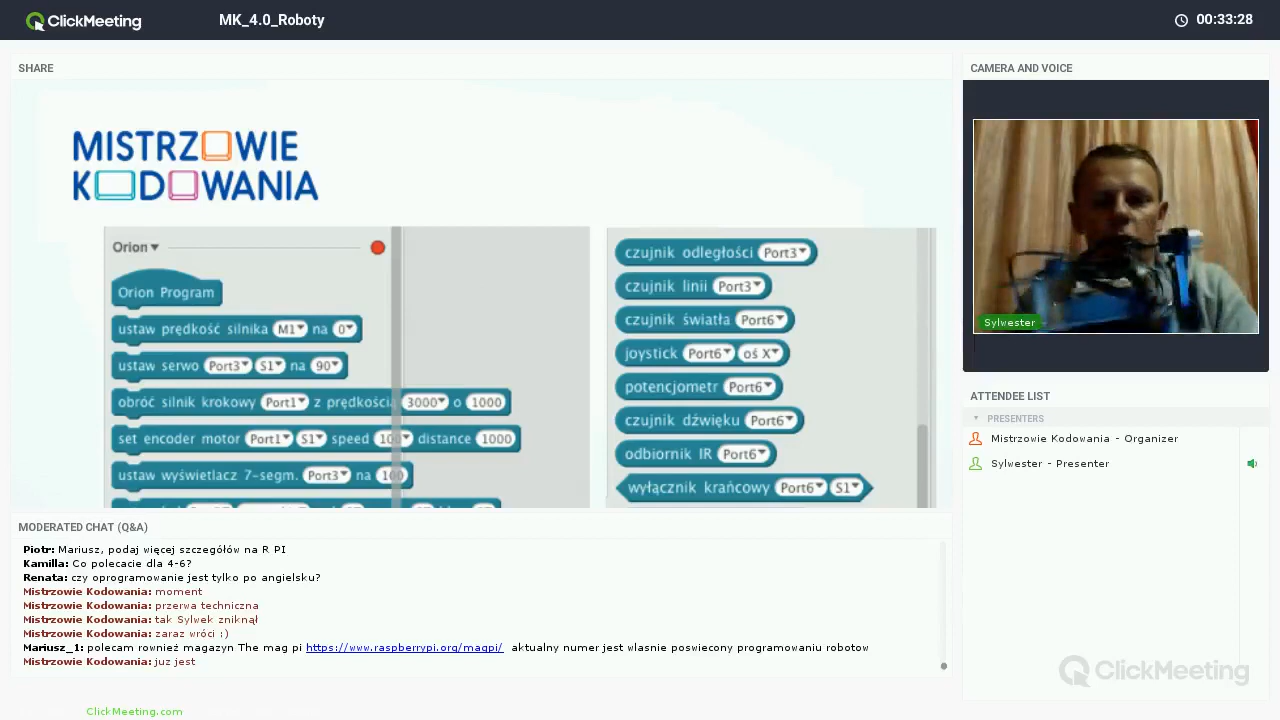 ClickMeeting
MK_4.0_Roboty
00:33:28
SHARE
MISTRZOWIE
KODOWANIA
Orion
Orion Program
ustaw prędkość silnika M1 na 0
ustaw serwo Port3 S1 na 90
obróć silnik krokowy Port1 z prędkością 3000 o 1000
set encoder motor Port1 S1 speed 100 distance 1000
ustaw wyświetlacz 7-segm. Port3 na 100
czujnik odległości Port3
czujnik linii Port3
czujnik światła Port6
joystick Port6 oś X
potencjometr Port6
czujnik dźwięku Port6
odbiornik IR Port6
wyłącznik krańcowy Port6 S1
CAMERA AND VOICE
Sylwester
ATTENDEE LIST
PRESENTERS
Mistrzowie Kodowania - Organizer
Sylwester - Presenter
MODERATED CHAT (Q&A)
Piotr: Mariusz, podaj więcej szczegółów na R PI
Kamilla: Co polecacie dla 4-6?
Renata: czy oprogramowanie jest tylko po angielsku?
Mistrzowie Kodowania: moment
Mistrzowie Kodowania: przerwa techniczna
Mistrzowie Kodowania: tak Sylwek zniknął
Mistrzowie Kodowania: zaraz wróci :)
Mariusz_1: polecam rownież magazyn The mag pi https://www.raspberrypi.org/magpi/ aktualny numer jest wlasnie poswiecony programowaniu robotow
Mistrzowie Kodowania: juz jest
ClickMeeting
ClickMeeting.com